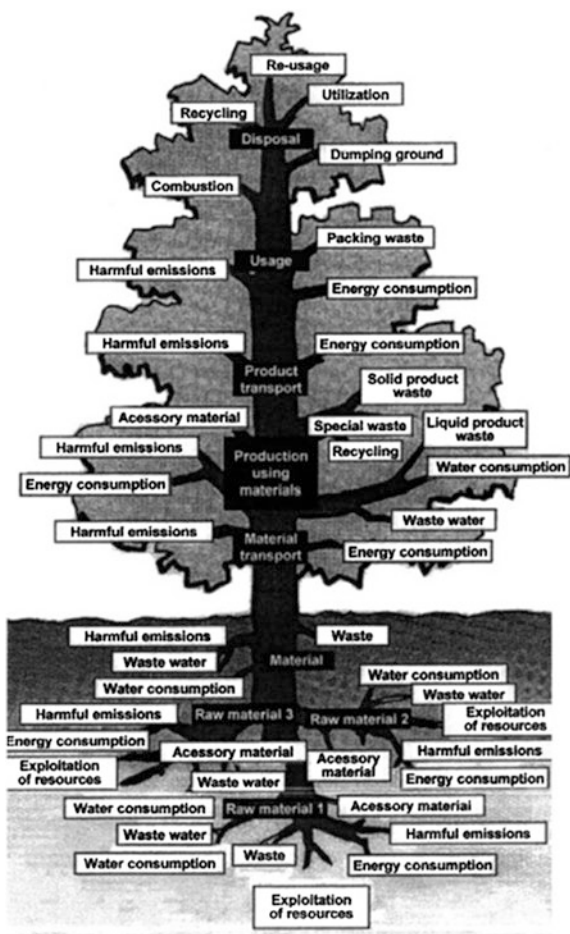 Re-usage
Utilization
Recycling
Disposal
Dumping ground
Combustion
Packing waste
Usage
Harmful emissions
Energy consumption
Harmful emissions
Energy consumption
Product
transport
Solid product
waste
Acessory material
Special waste
Liquid product
waste
Harmful emissions
Recycling
Production
using
materials
Water consumption
Energy consumption
Waste water
Harmful emissions
Material
transport
Energy consumption
Harmful emissions
Waste
Waste water
Material
Water consumption
Water consumption
Waste water
Harmful emissions
Raw material 3
Raw material 2
Exploitation
of resources
Energy consumption
Acessory material
Acessory
material
Harmful emissions
Exploitation
of resources
Waste water
Energy consumption
Water consumption
Raw material 1
Acessory material
Waste water
Harmful emissions
Water consumption
Waste
Energy consumption
Exploitation
of resources